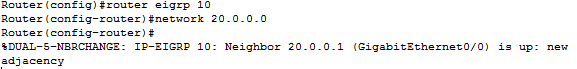 Router(config)#router eigrp 10
Router(config-router)#network 20.0.0.0
Router(config-router)#
%DUAL-5-NBRCHANGE: IP-EIGRP 10: Neighbor 20.0.0.1 (GigabitEthernet0/0) is up: new
adjacency